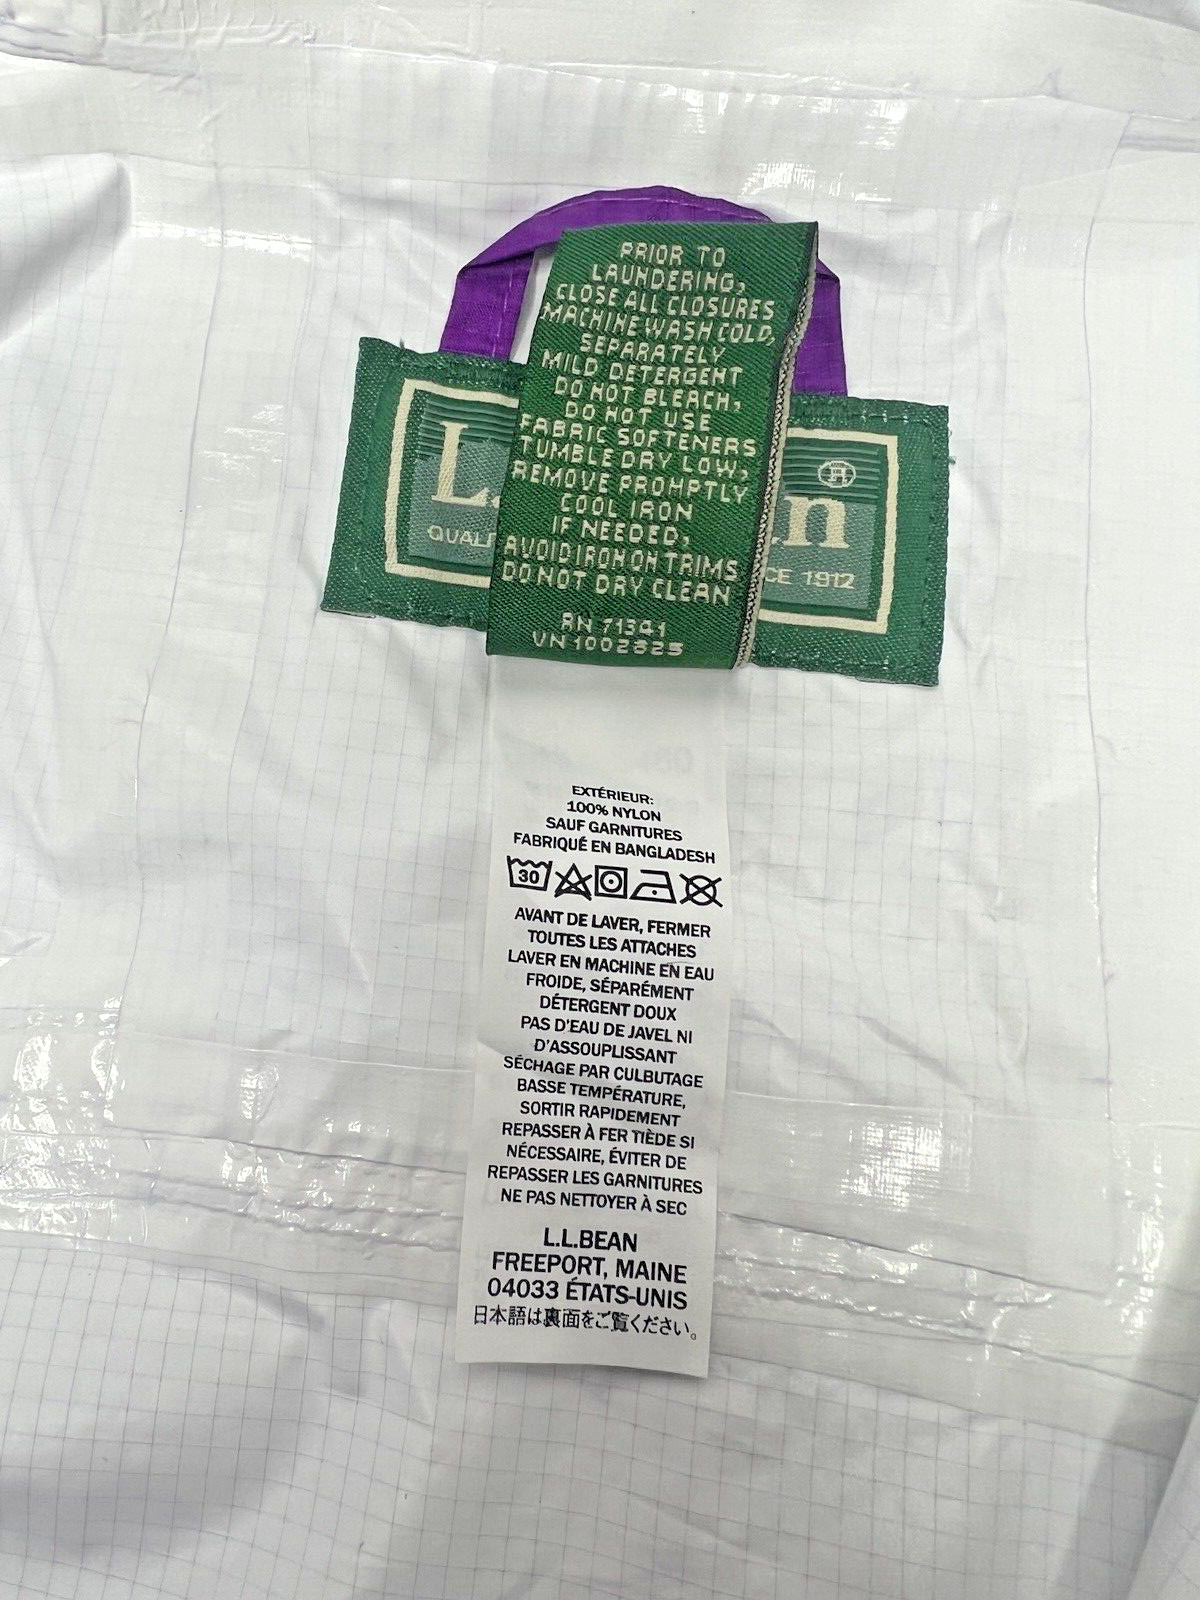 PRIOR TO
LAUNDERING,
CLOSE ALL CLOSURES
MACHINE WASH COLD,
SEPARATELY
MILD DETERGENT
DO NOT BLEACH,
DO NOT USE
FABRIC SOFTENERS
TUMBLE DRY LOW,
REMOVE PROMPTLY
COOL IRON
IF NEEDED,
AVOID IRON ON TRIMS
DO NOT DRY CLEAN
RN 71341
VN 1002825
®
1912
EXTÉRIEUR:
100% NYLON
SAUF GARNITURES
FABRIQUÉ EN BANGLADESH
30
AVANT DE LAVER, FERMER
TOUTES LES ATTACHES
LAVER EN MACHINE EN EAU
FROIDE, SÉPARÉMENT
DÉTERGENT DOUX
PAS D'EAU DE JAVEL NI
D'ASSOUPLISSANT
SÉCHAGE PAR CULBUTAGE
BASSE TEMPÉRATURE,
SORTIR RAPIDEMENT
REPASSER À FER TIÈDE SI
NÉCESSAIRE, ÉVITER DE
REPASSER LES GARNITURES
NE PAS NETTOYER À SEC
L.L.BEAN
FREEPORT, MAINE
04033 ÉTATS-UNIS
日本語は裏面をご覧ください。